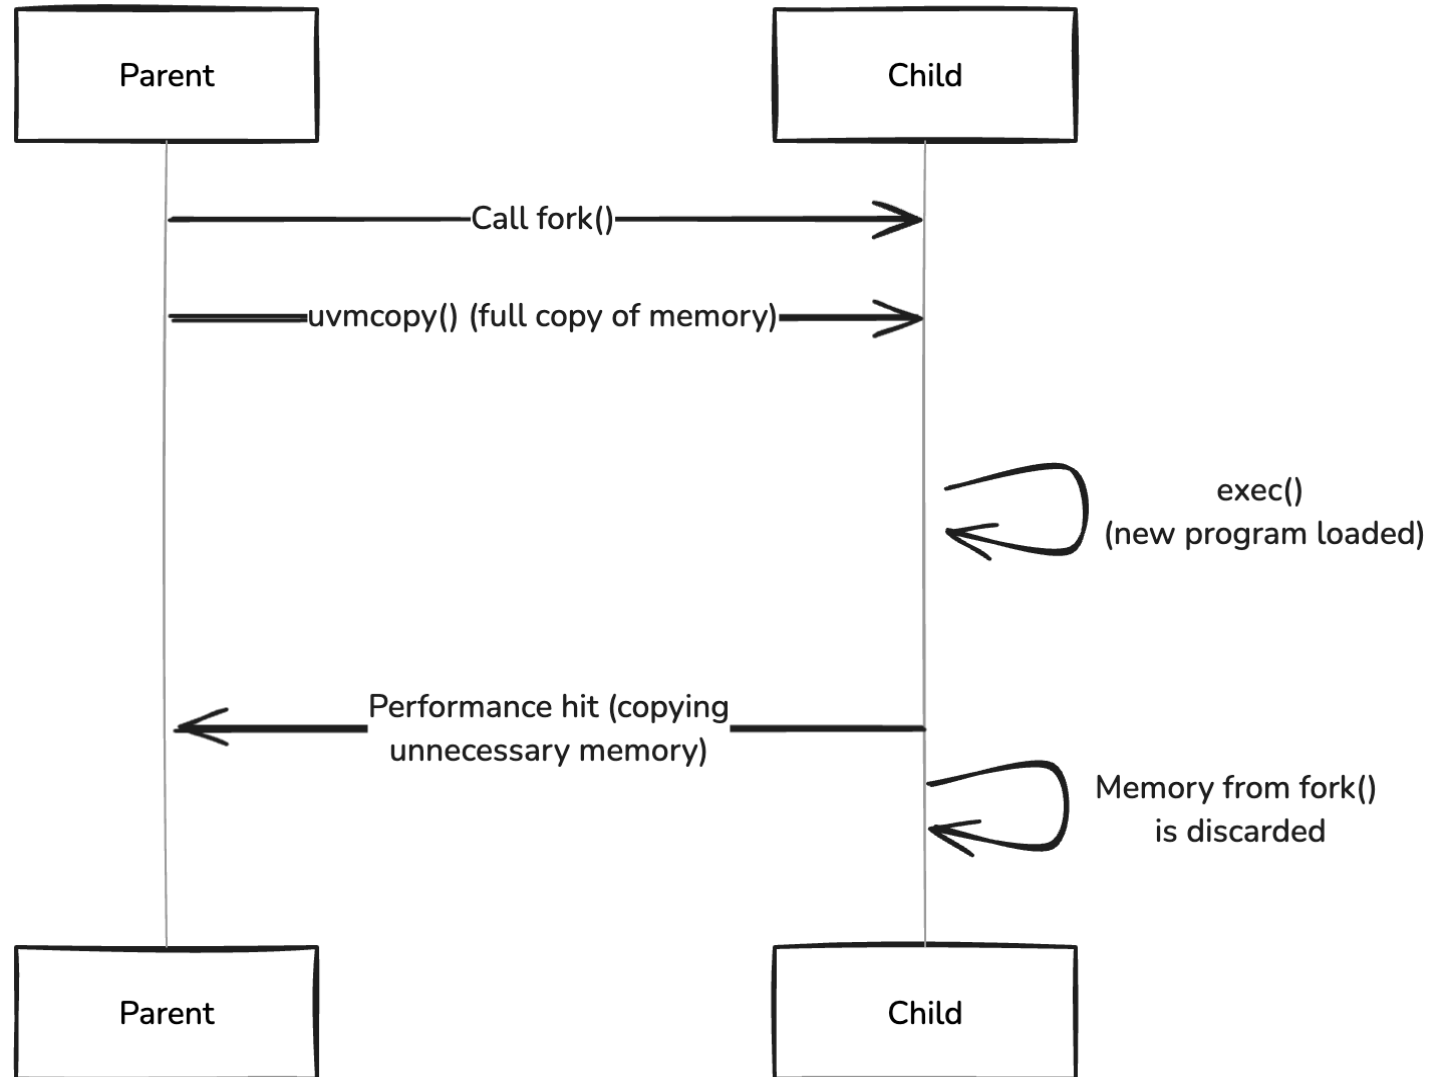 Parent
Child
Call fork()
uvmcopy() (full copy of memory)
exec()
(new program loaded)
Performance hit (copying
unnecessary memory)
Memory from fork()
is discarded
Parent
Child